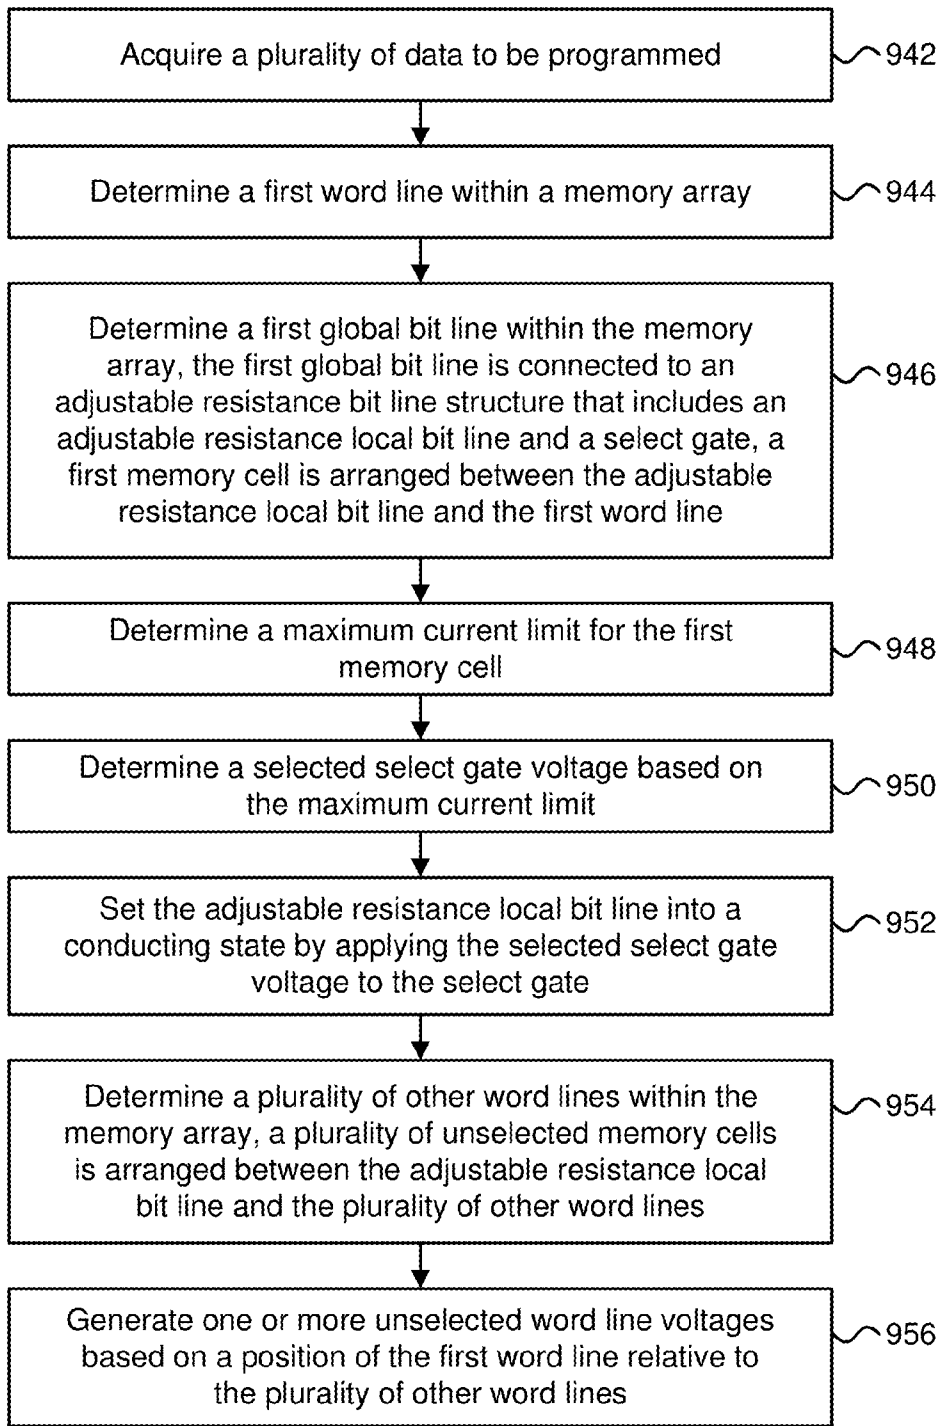 Acquire a plurality of data to be programmed
942
Determine a first word line within a memory array
944
Determine a first global bit line within the memory
array, the first global bit line is connected to an
adjustable resistance bit line structure that includes an
adjustable resistance local bit line and a select gate, a
first memory cell is arranged between the adjustable
resistance local bit line and the first word line
946
Determine a maximum current limit for the first
memory cell
948
Determine a selected select gate voltage based on
the maximum current limit
950
Set the adjustable resistance local bit line into a
conducting state by applying the selected select gate
voltage to the select gate
952
Determine a plurality of other word lines within the
memory array, a plurality of unselected memory cells
is arranged between the adjustable resistance local
bit line and the plurality of other word lines
954
Generate one or more unselected word line voltages
based on a position of the first word line relative to
the plurality of other word lines
956